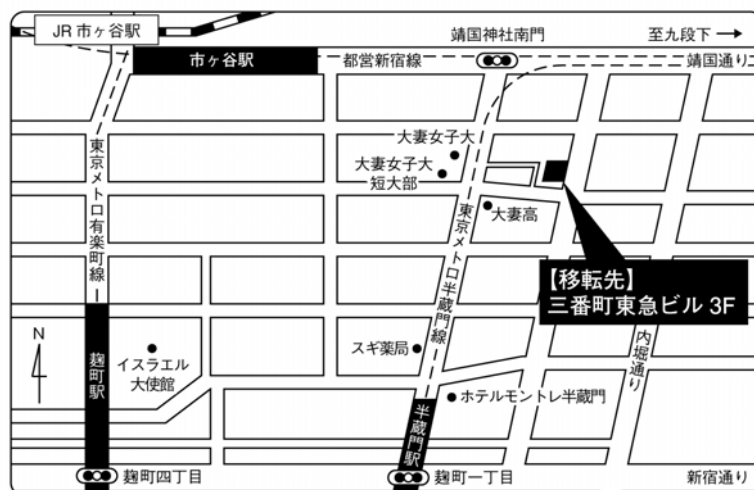 JR 市ヶ谷駅
市ヶ谷駅
都営新宿線
靖国神社南門
至九段下
靖国通り
大妻女子大
大妻女子大
短大部
大妻高
東京メトロ有楽町線
東京メトロ半蔵門線
【移転先】
三番町東急ビル 3F
内堀通り
N
麹町駅
イスラエル
大使館
スギ薬局
ホテルモントレ半蔵門
半蔵門駅
麹町四丁目
麹町一丁目
新宿通り